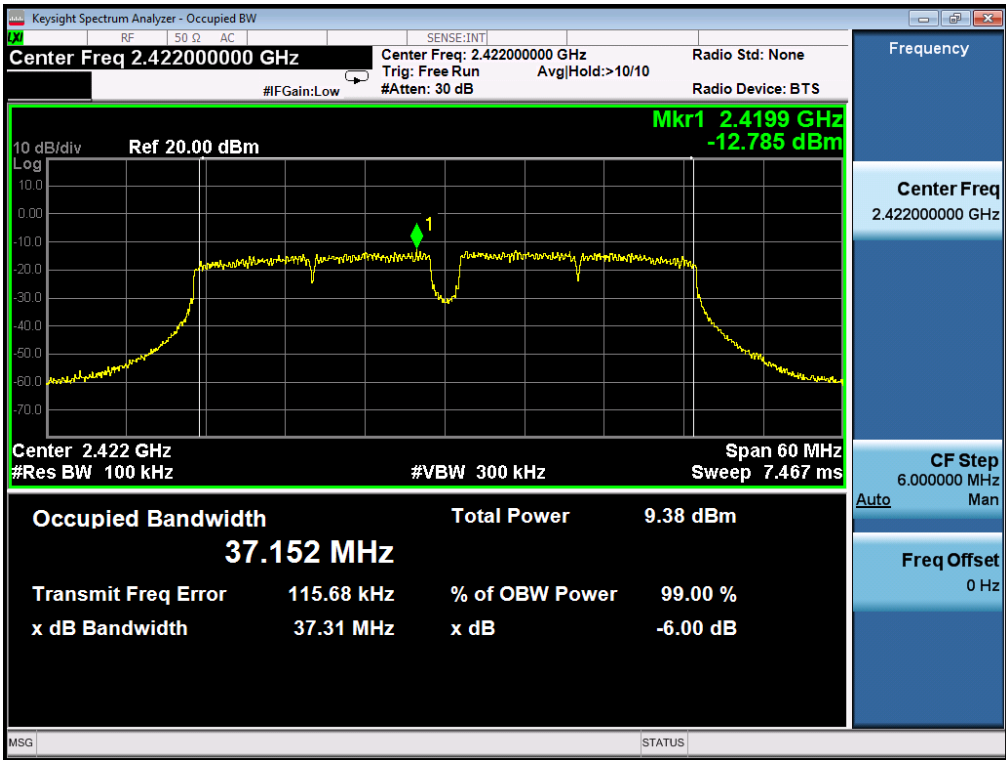 Keysight Spectrum Analyzer - Occupied BW
LXI RF 50 Ω AC SENSE:INT
Center Freq 2.422000000 GHz
Center Freq: 2.422000000 GHz Radio Std: None
Trig: Free Run Avg|Hold:>10/10
#IFGain:Low #Atten: 30 dB Radio Device: BTS
Mkr1 2.4199 GHz
-12.785 dBm
10 dB/div Ref 20.00 dBm
Log
10.0
0.00
-10.0
-20.0
-30.0
-40.0
-50.0
-60.0
-70.0
1
Center 2.422 GHz Span 60 MHz
#Res BW 100 kHz #VBW 300 kHz Sweep 7.467 ms
Occupied Bandwidth Total Power 9.38 dBm
37.152 MHz
Transmit Freq Error 115.68 kHz % of OBW Power 99.00 %
x dB Bandwidth 37.31 MHz x dB -6.00 dB
MSG STATUS
Frequency
Center Freq
2.422000000 GHz
CF Step
6.000000 MHz
Auto Man
Freq Offset
0 Hz